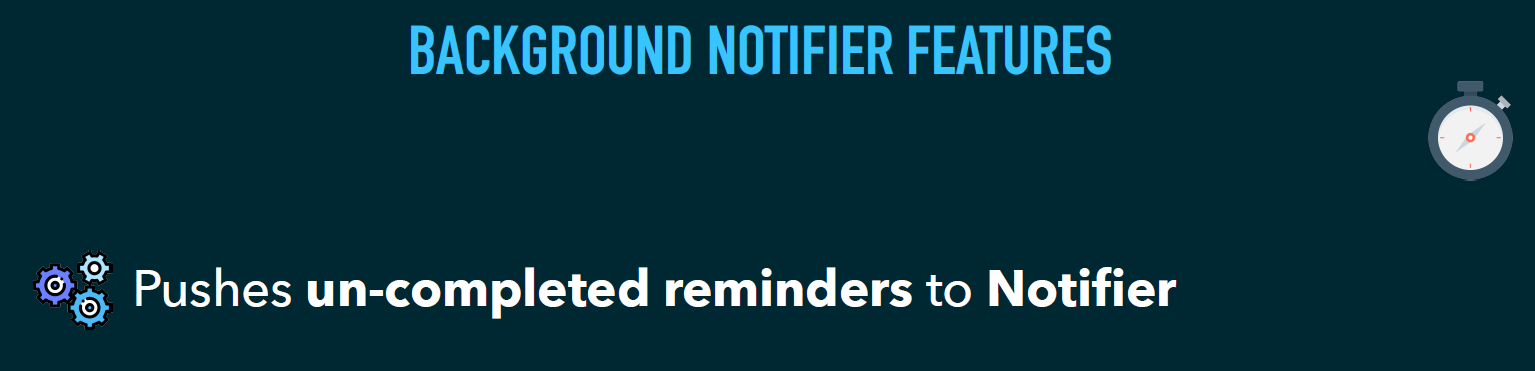 BACKGROUND NOTIFIER FEATURES
Pushes un-completed reminders to Notifier